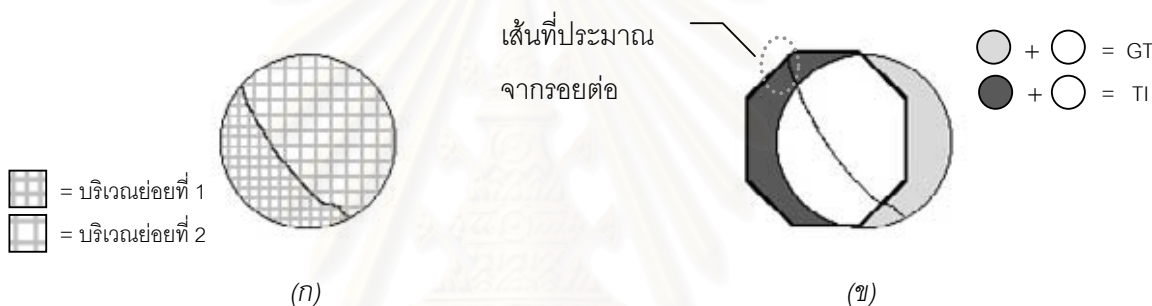 เส้นที่ประมาณ
จากรอยต่อ
+ = GT
+ = TI
= บริเวณย่อยที่ 1
= บริเวณย่อยที่ 2
(ก)
(ข)